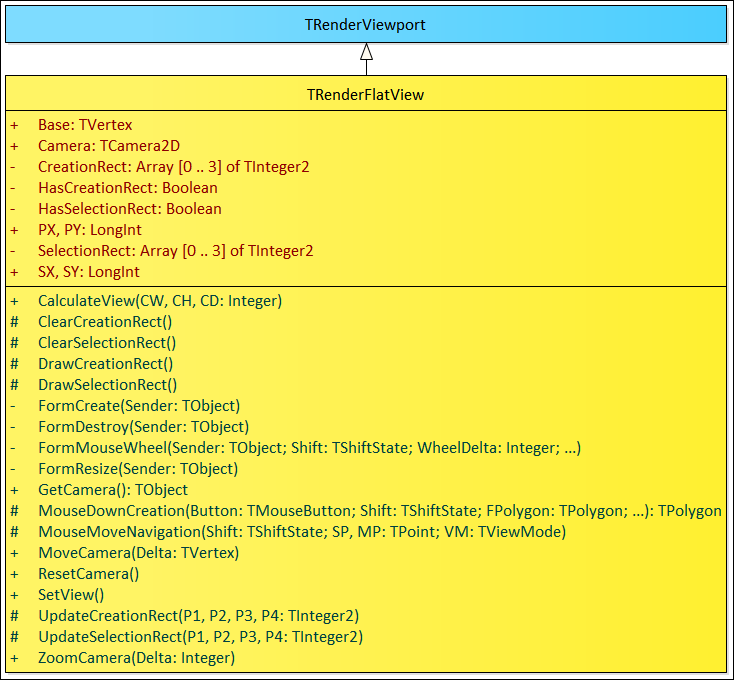 TRenderViewport
TRenderFlatView
+ Base: TVertex
+ Camera: TCamera2D
- CreationRect: Array [0 .. 3] of TInteger2
- HasCreationRect: Boolean
- HasSelectionRect: Boolean
+ PX, PY: LongInt
- SelectionRect: Array [0 .. 3] of TInteger2
+ SX, SY: LongInt
+ CalculateView(CW, CH, CD: Integer)
# ClearCreationRect()
# ClearSelectionRect()
# DrawCreationRect()
# DrawSelectionRect()
- FormCreate(Sender: TObject)
- FormDestroy(Sender: TObject)
- FormMouseWheel(Sender: TObject; Shift: TShiftState; WheelDelta: Integer; ...)
- FormResize(Sender: TObject)
+ GetCamera(): TObject
# MouseDownCreation(Button: TMouseButton; Shift: TShiftState; FPolygon: TPolygon; ...): TPolygon
# MouseMoveNavigation(Shift: TShiftState; SP, MP: TPoint; VM: TViewMode)
+ MoveCamera(Delta: TVertex)
+ ResetCamera()
+ SetView()
# UpdateCreationRect(P1, P2, P3, P4: TInteger2)
# UpdateSelectionRect(P1, P2, P3, P4: TInteger2)
+ ZoomCamera(Delta: Integer)